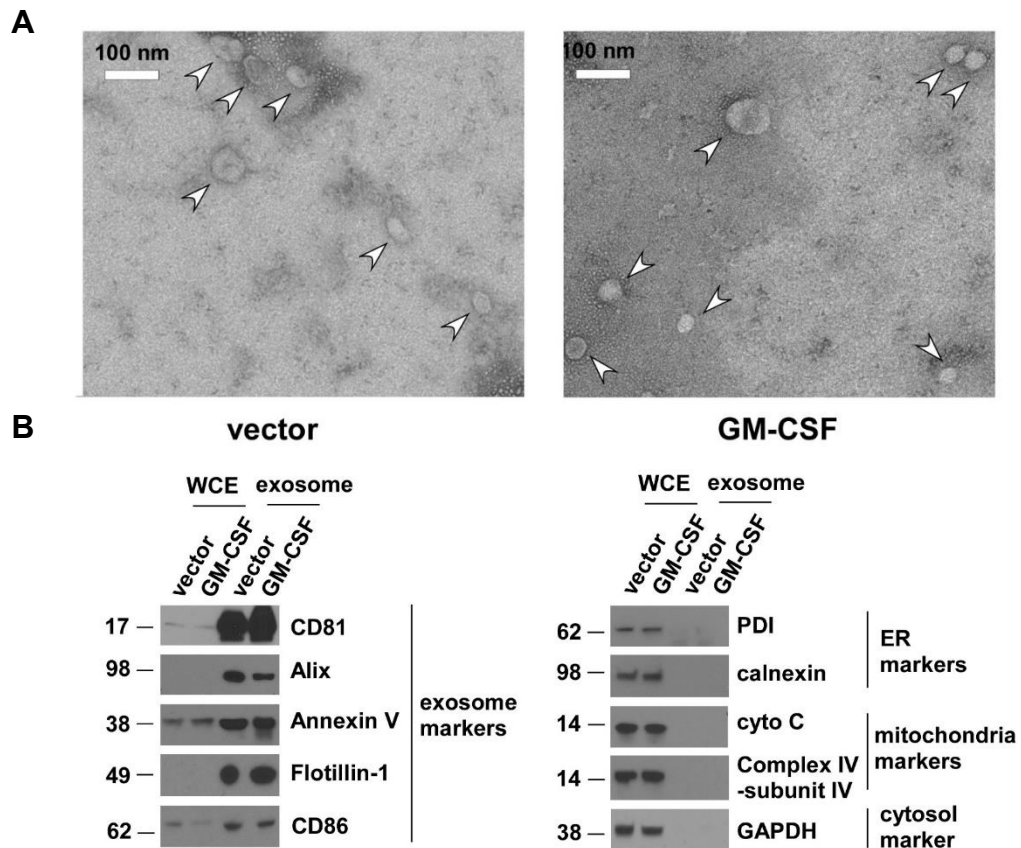 A
100 nm
100 nm
vector
GM-CSF
B
WCE exosome
vector GM-CSF vector GM-CSF
17 CD81
98 Alix
38 Annexin V
49 Flotillin-1
62 CD86
exosome
markers
WCE exosome
vector GM-CSF vector GM-CSF
62 PDI
98 calnexin
ER
markers
14 cyto C
14 Complex IV
-subunit IV
mitochondria
markers
38 GAPDH
cytosol
marker